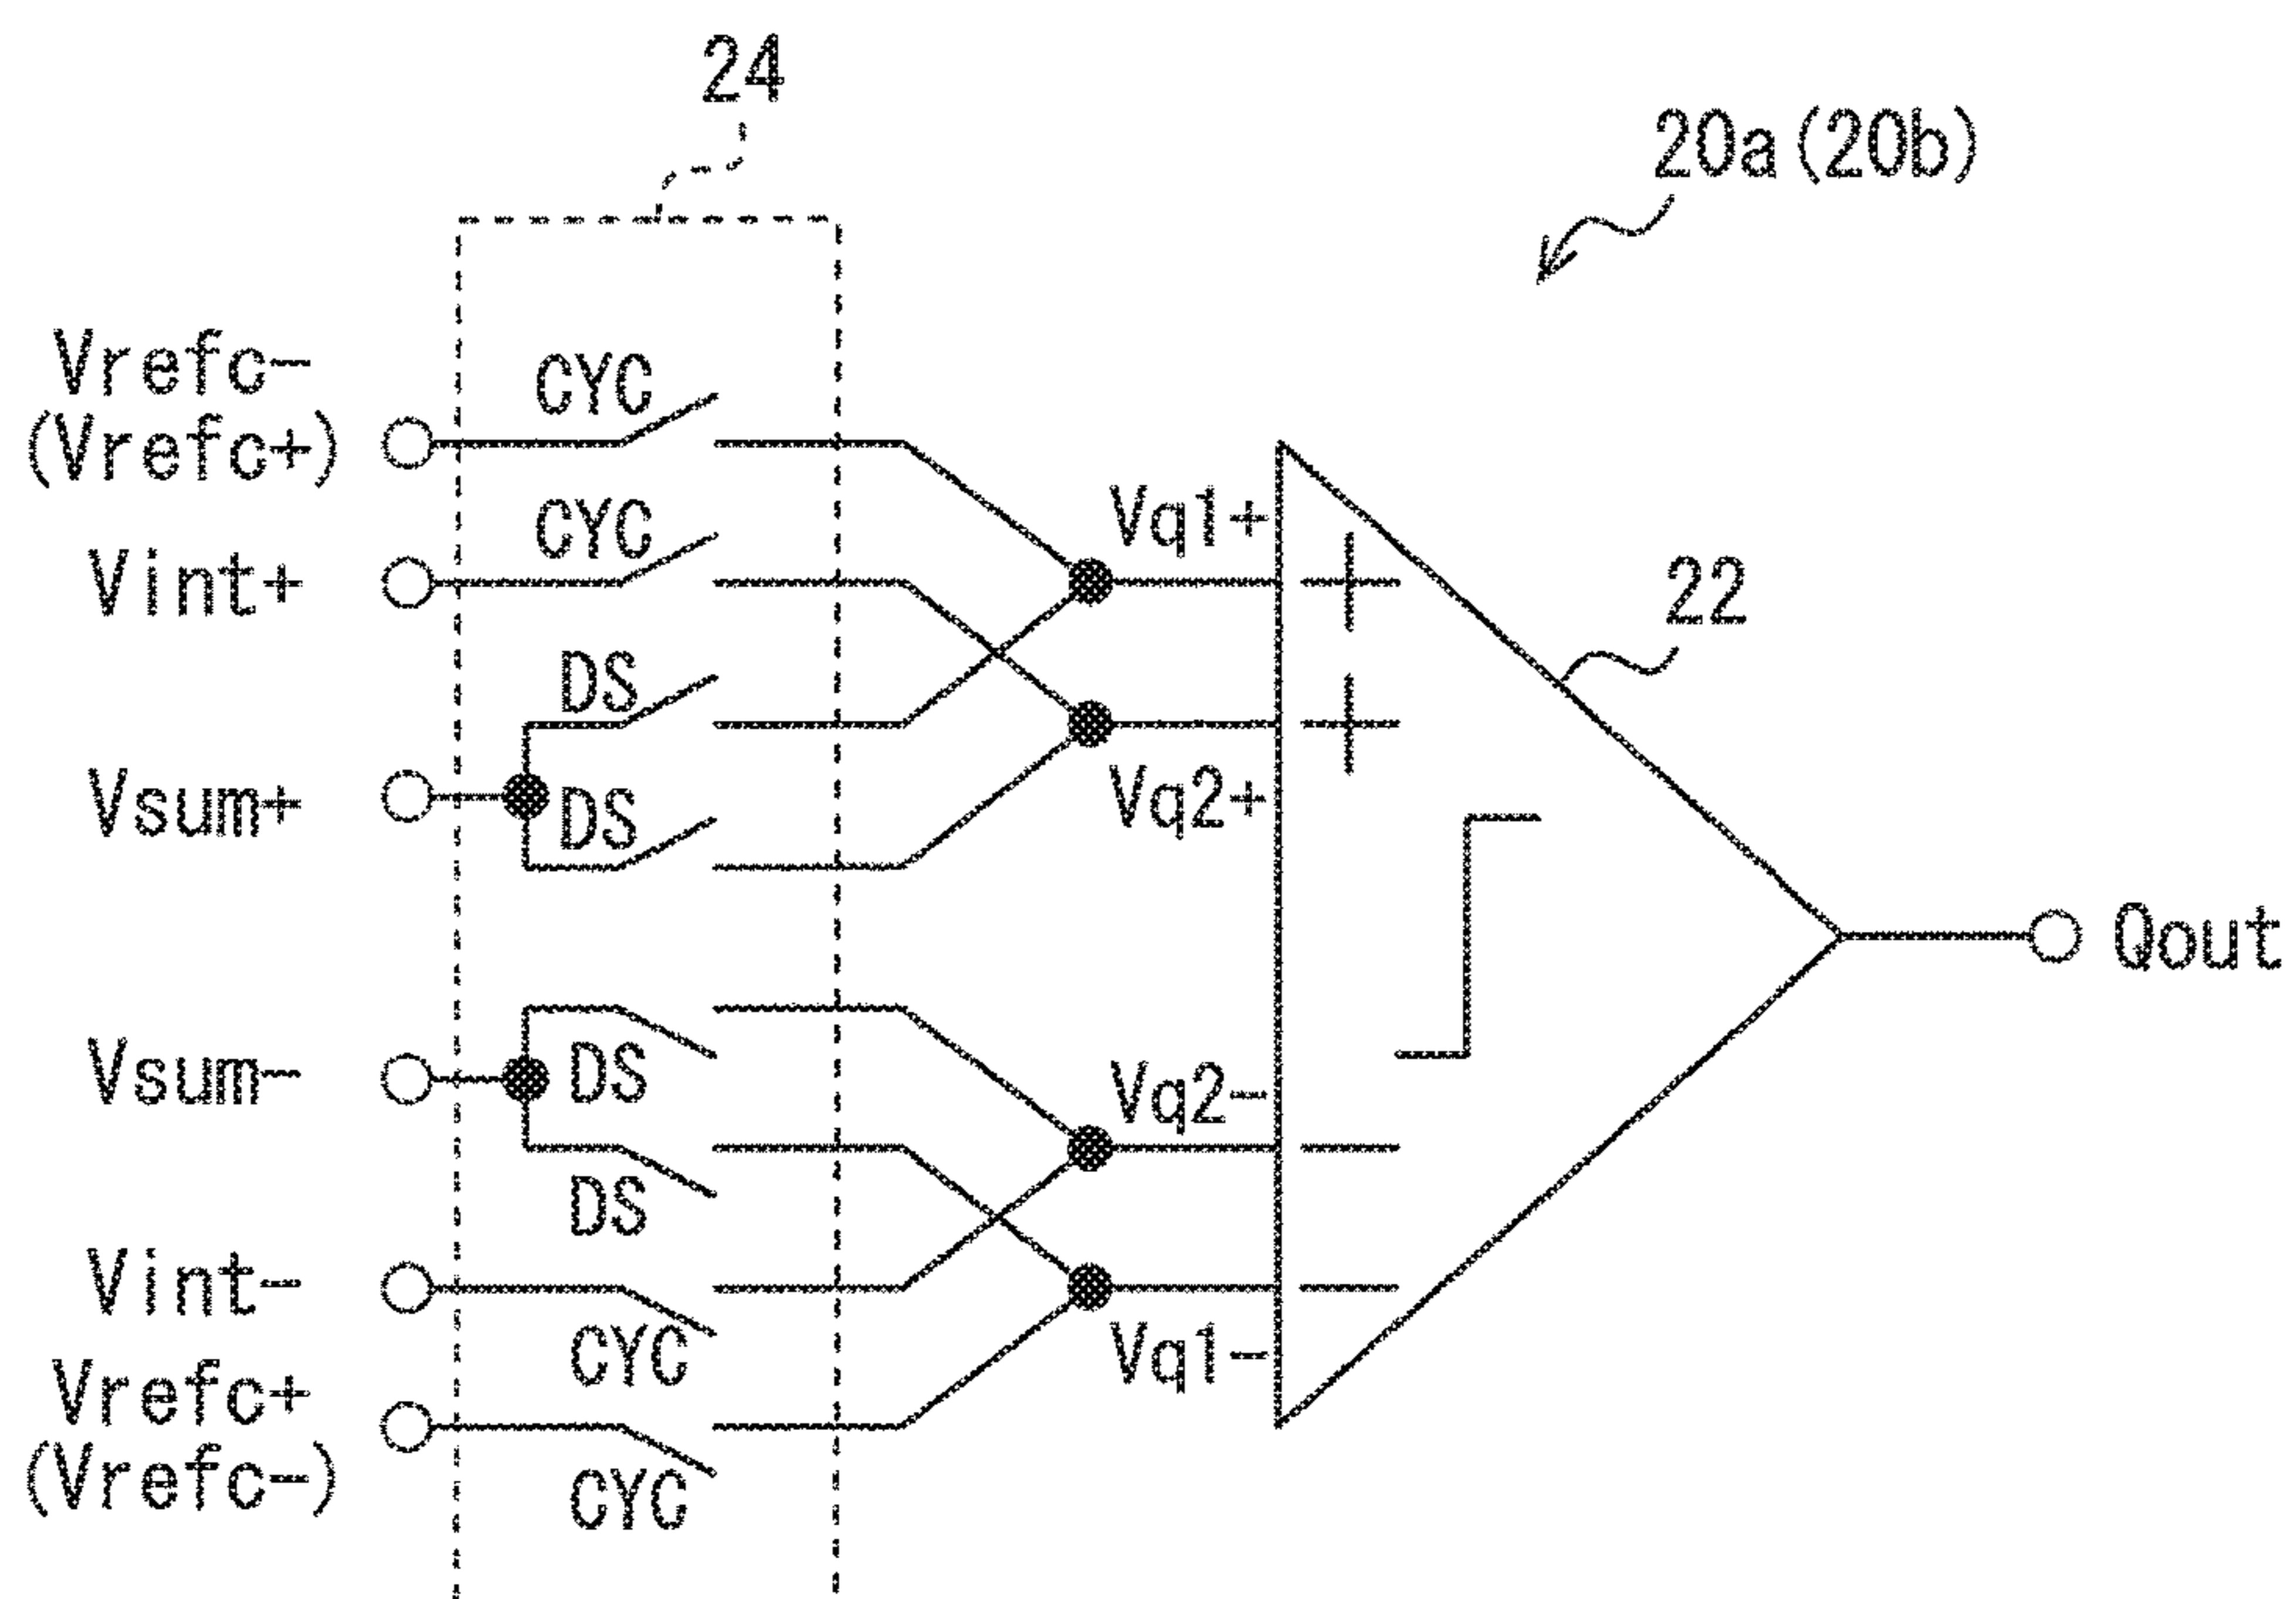 24
20a(20b)
Vrefc-
(Vrefc+)
CYC
Vq1+
CYC
Vint+
22
DS
Vsum+
DS
Vq2+
Qout
Vsum-
DS
Vq2-
DS
Vint-
CYC
Vq1-
Vrefc+
(Vrefc-)
CYC